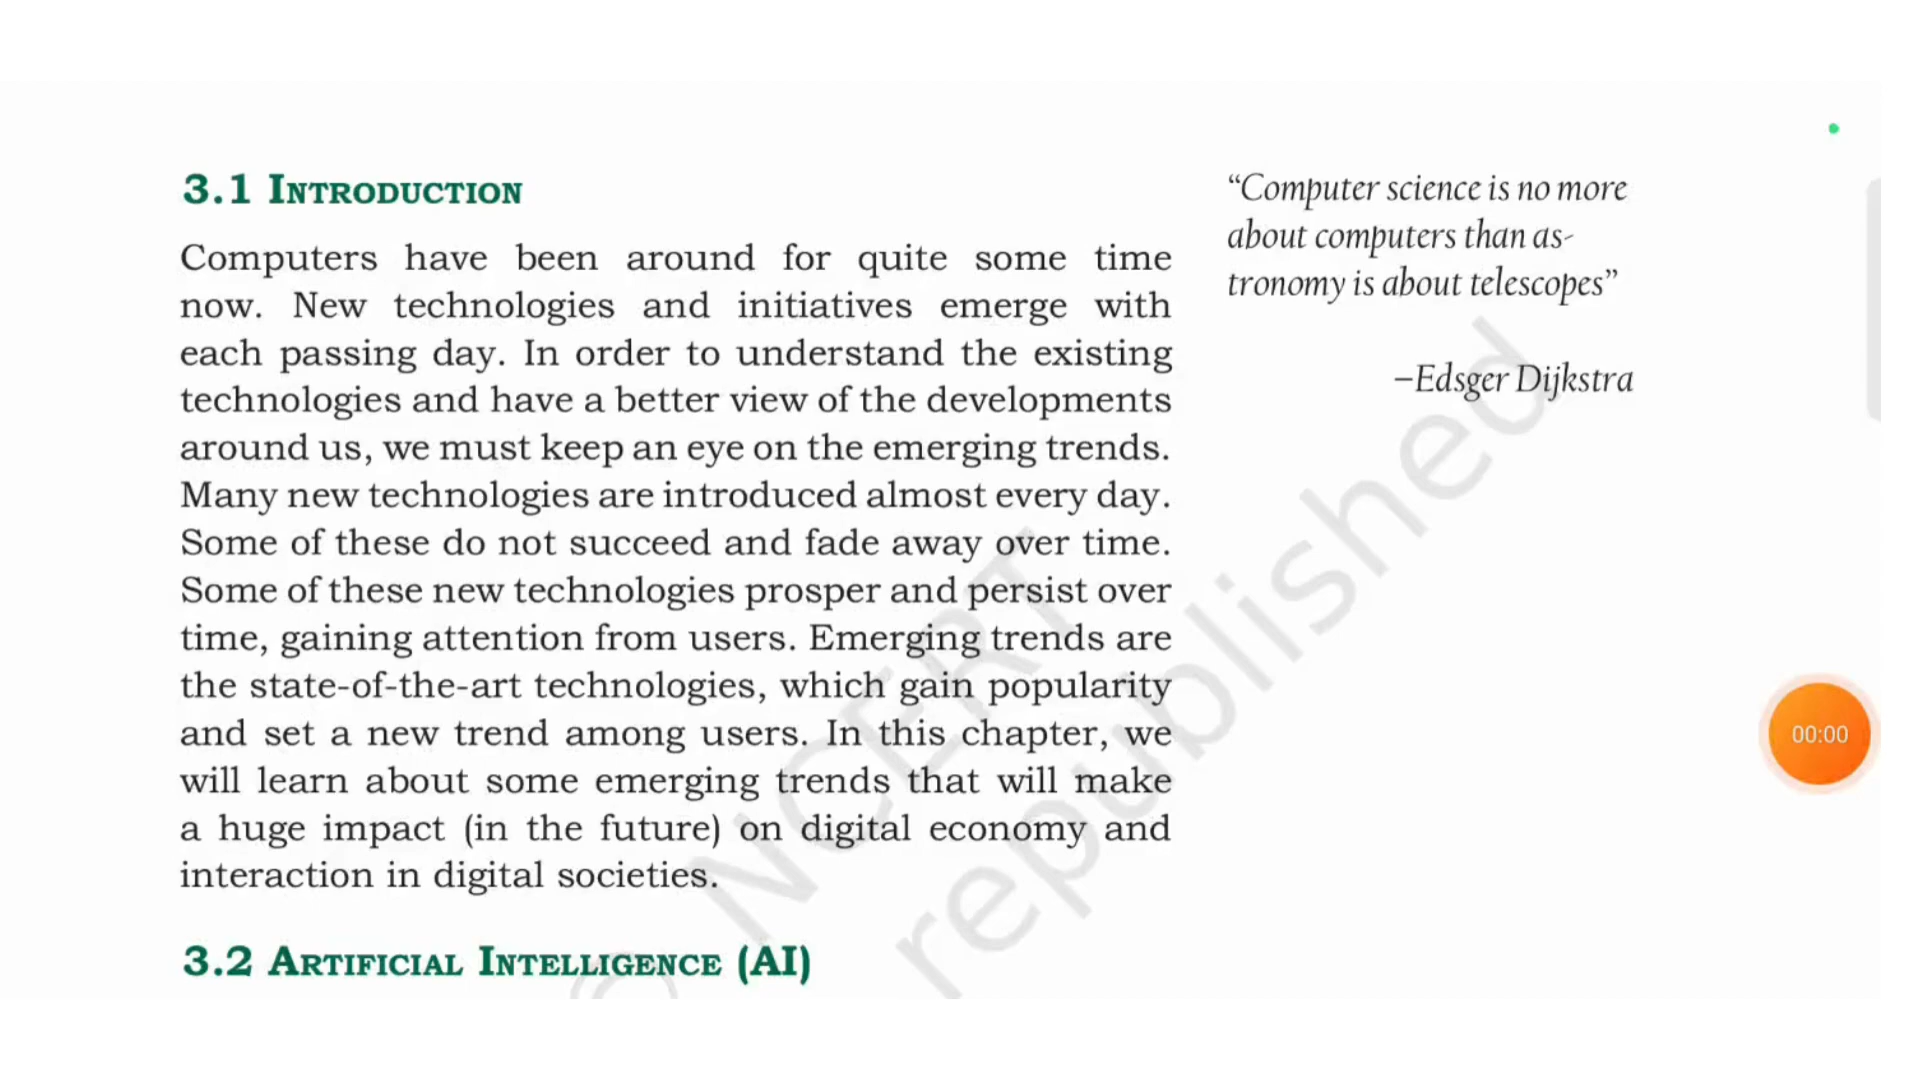 3.1 INTRODUCTION
Computers have been around for quite some time
now. New technologies and initiatives emerge with
each passing day. In order to understand the existing
technologies and have a better view of the developments
around us, we must keep an eye on the emerging trends.
Many new technologies are introduced almost every day.
Some of these do not succeed and fade away over time.
Some of these new technologies prosper and persist over
time, gaining attention from users. Emerging trends are
the state-of-the-art technologies, which gain popularity
and set a new trend among users. In this chapter, we
will learn about some emerging trends that will make
a huge impact (in the future) on digital economy and
interaction in digital societies.
3.2 ARTIFICIAL INTELLIGENCE (AI)
“Computer science is no more
about computers than as-
tronomy is about telescopes”
–Edsger Dijkstra
© NCERT
republished
00:00